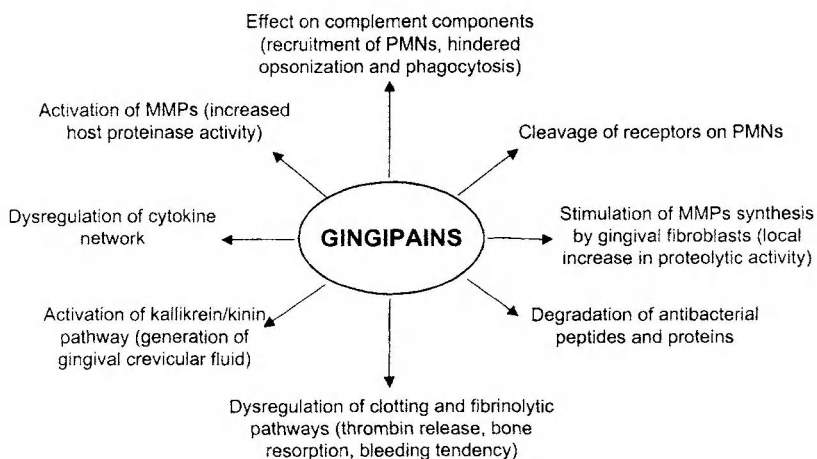 Effect on complement components
(recruitment of PMNs, hindered
opsonization and phagocytosis)
Activation of MMPs (increased
host proteinase activity)
Cleavage of receptors on PMNs
Dysregulation of cytokine
network
GINGIPAINS
Stimulation of MMPs synthesis
by gingival fibroblasts (local
increase in proteolytic activity)
Activation of kallikrein/kinin
pathway (generation of
gingival crevicular fluid)
Degradation of antibacterial
peptides and proteins
Dysregulation of clotting and fibrinolytic
pathways (thrombin release, bone
resorption, bleeding tendency)